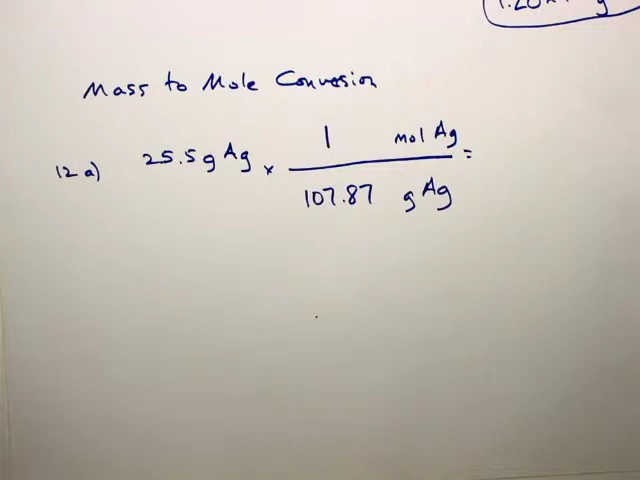 Mass to Mole Conversion
12 a) 25.5 g Ag x 1 mol Ag =
107.87 g Ag